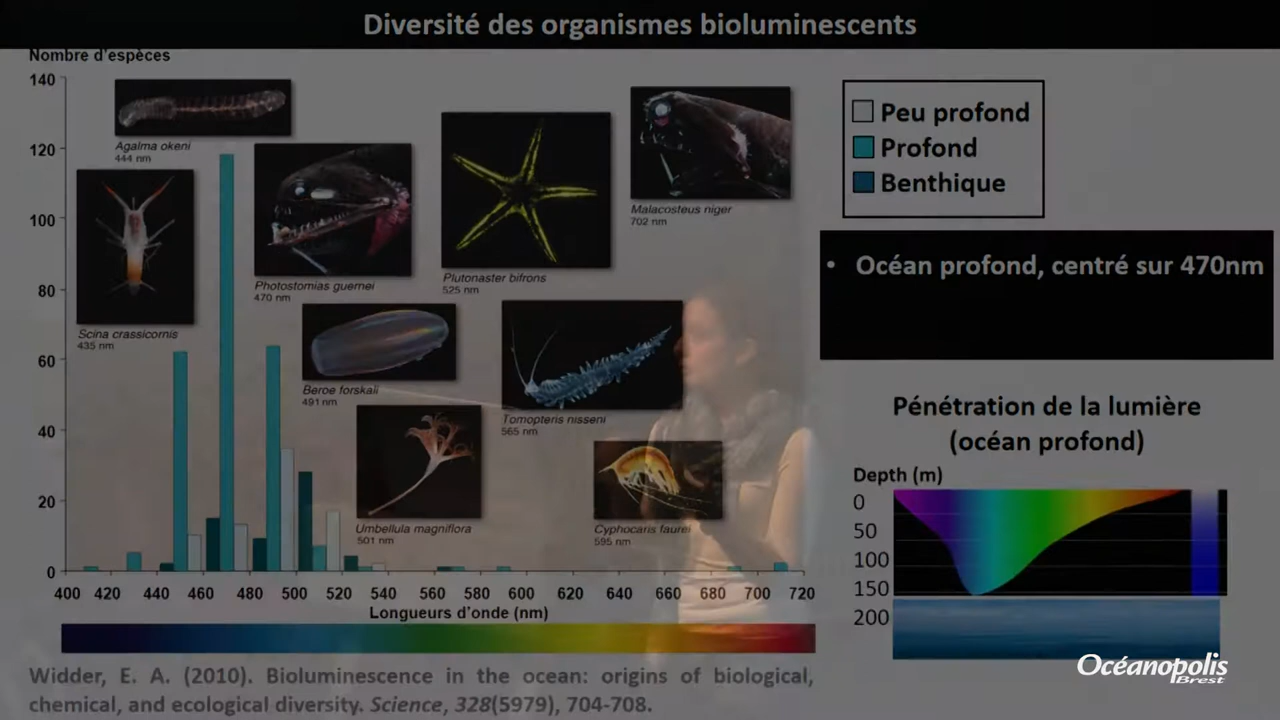 Diversité des organismes bioluminescents
Nombre d'espèces
140
120
100
80
60
40
20
0
400 420 440 460 480 500 520 540 560 580 600 620 640 660 680 700 720
Longueurs d'onde (nm)
Agalma okeni
444 nm
Scina crassicornis
435 nm
Photostomias guernei
470 nm
Plutonaster bifrons
525 nm
Malacosteus niger
702 nm
Beroe forskali
491 nm
Tomopteris nisseni
565 nm
Umbellula magniflora
501 nm
Cyphocaris faurei
595 nm
Peu profond
Profond
Benthique
• Océan profond, centré sur 470nm
Pénétration de la lumière
(océan profond)
Depth (m)
0
50
100
150
200
Widder, E. A. (2010). Bioluminescence in the ocean: origins of biological,
chemical, and ecological diversity. Science, 328(5979), 704-708.
Océanopolis
Brest